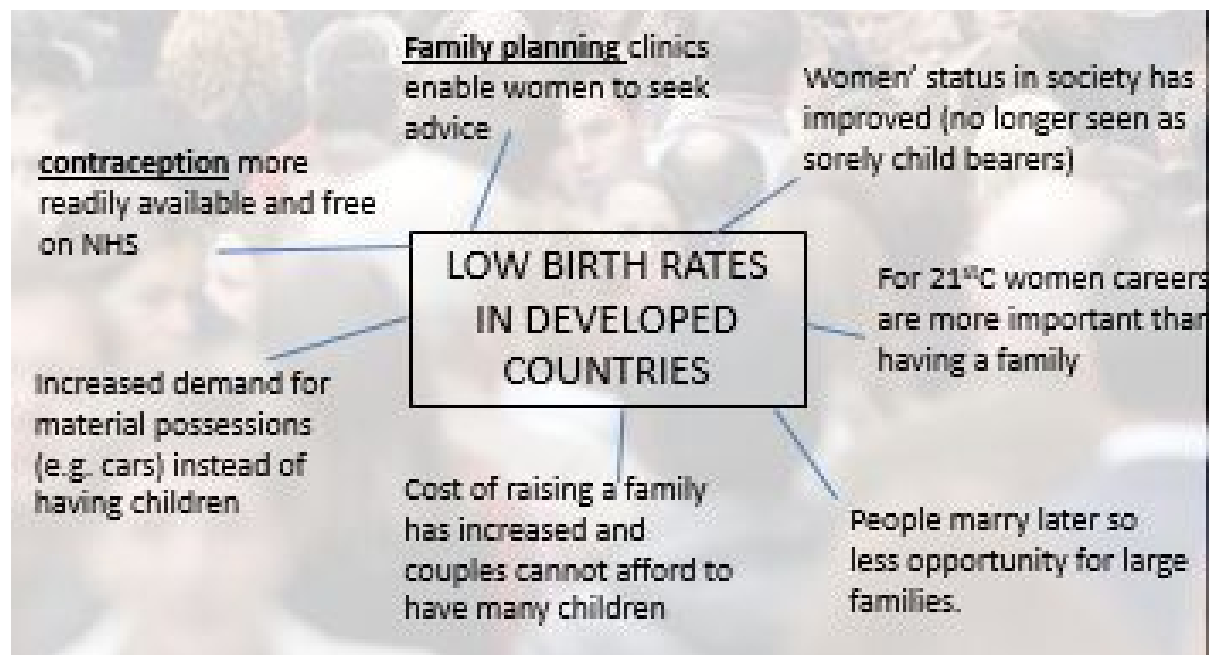 Family planning clinics
enable women to seek
advice
Women' status in society has
improved (no longer seen as
sorely child bearers)
contraception more
readily available and free
on NHS
LOW BIRTH RATES
IN DEVELOPED
COUNTRIES
For 21stC women careers
are more important than
having a family
Increased demand for
material possessions
(e.g. cars) instead of
having children
Cost of raising a family
has increased and
couples cannot afford to
have many children
People marry later so
less opportunity for large
families.